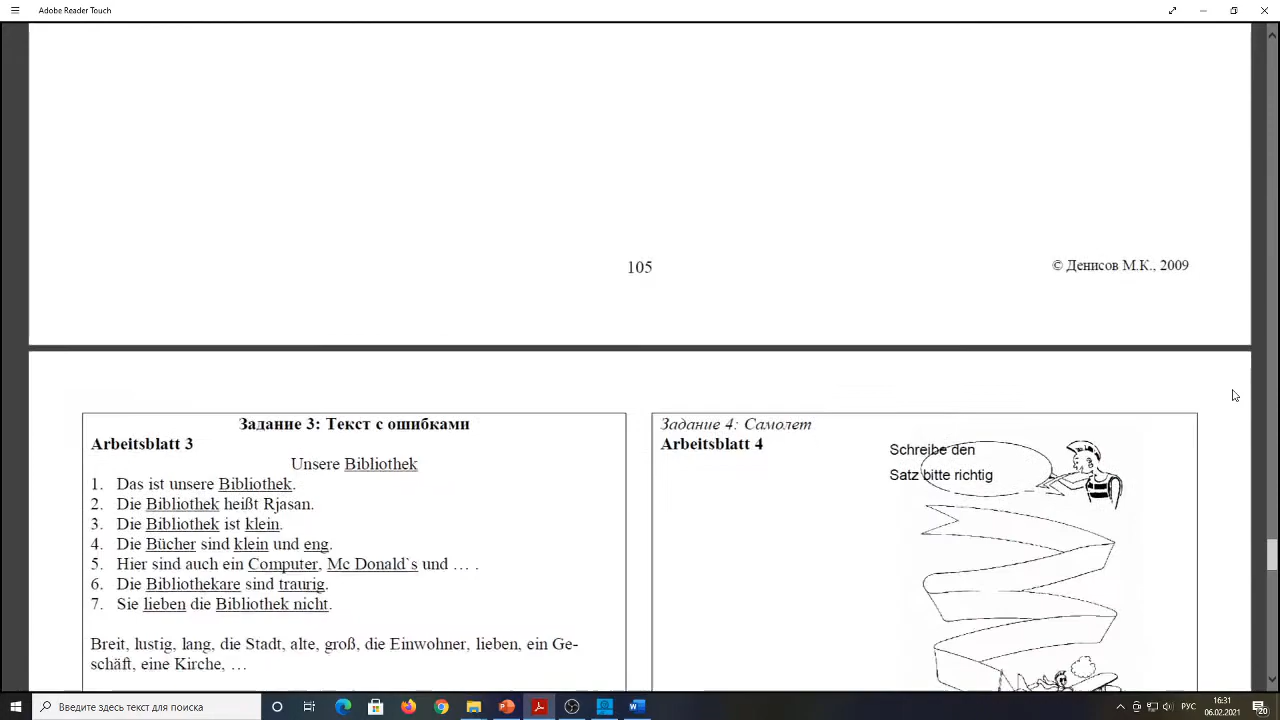 Adobe Reader Touch
105
© Денисов М.К., 2009
Задание 3: Текст с ошибками
Arbeitsblatt 3
Unsere Bibliothek
1. Das ist unsere Bibliothek.
2. Die Bibliothek heißt Rjasan.
3. Die Bibliothek ist klein.
4. Die Bücher sind klein und eng.
5. Hier sind auch ein Computer, Mc Donald`s und … .
6. Die Bibliothekare sind traurig.
7. Sie lieben die Bibliothek nicht.
Breit, lustig, lang, die Stadt, alte, groß, die Einwohner, lieben, ein Ge-
schäft, eine Kirche, …
Задание 4: Самолет
Arbeitsblatt 4
Schreibe den
Satz bitte richtig
Введите здесь текст для поиска
РУС
16:31
06.02.2021
20